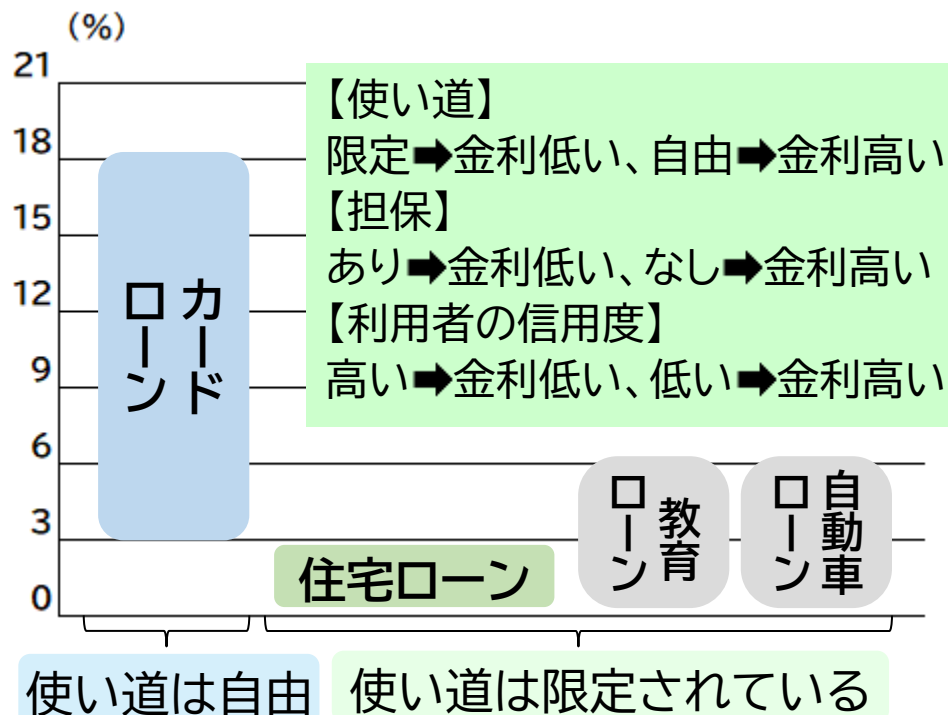 (%)
21
18
15
12
9
6
3
0
【使い道】
限定➡金利低い、自由➡金利高い
【担保】
あり➡金利低い、なし➡金利高い
【利用者の信用度】
高い➡金利低い、低い➡金利高い
カード
ローン
住宅ローン
教育
ローン
自動車
ローン
使い道は自由
使い道は限定されている